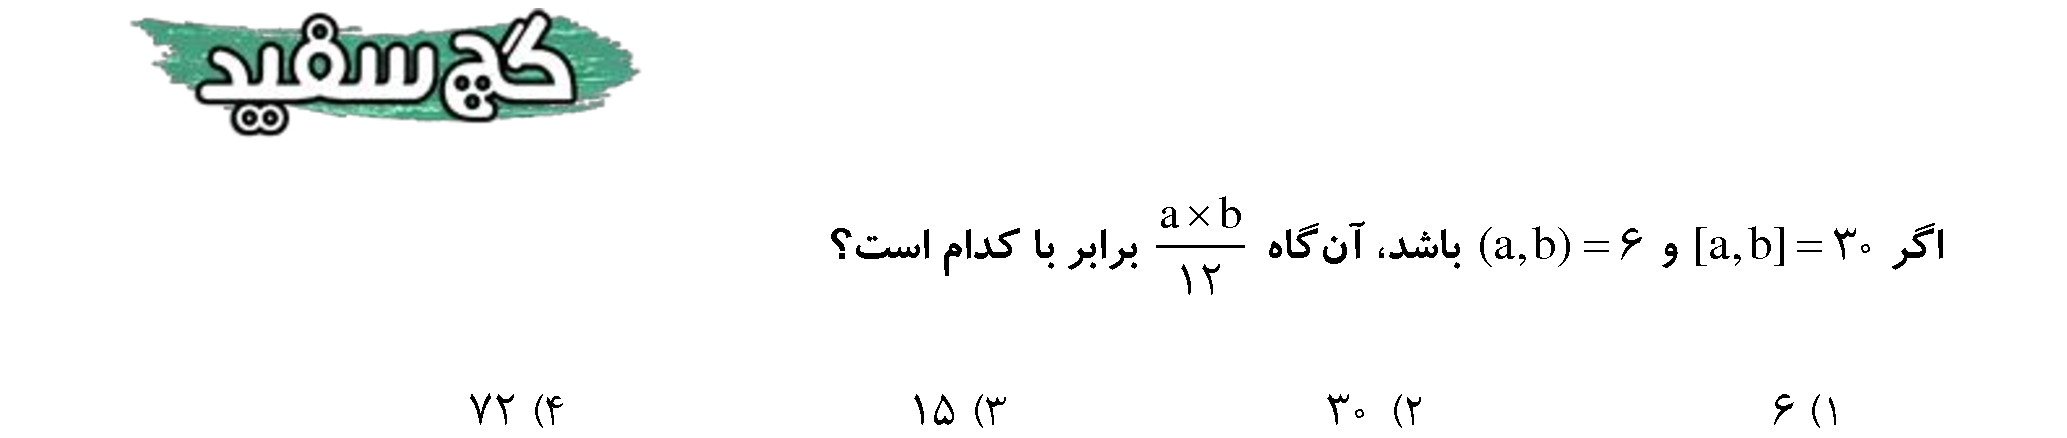 گچ سفید
اگر [a,b]=۳۰ و (a,b)=۶ باشد، آن‌گاه a×b/۱۲ برابر با کدام است؟
۱) ۶ ۲) ۳۰ ۳) ۱۵ ۴) ۷۲